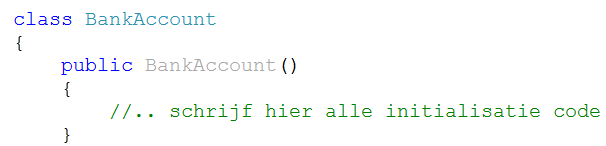 class BankAccount
{
public BankAccount()
{
//.. schrijf hier alle initialisatie code
}